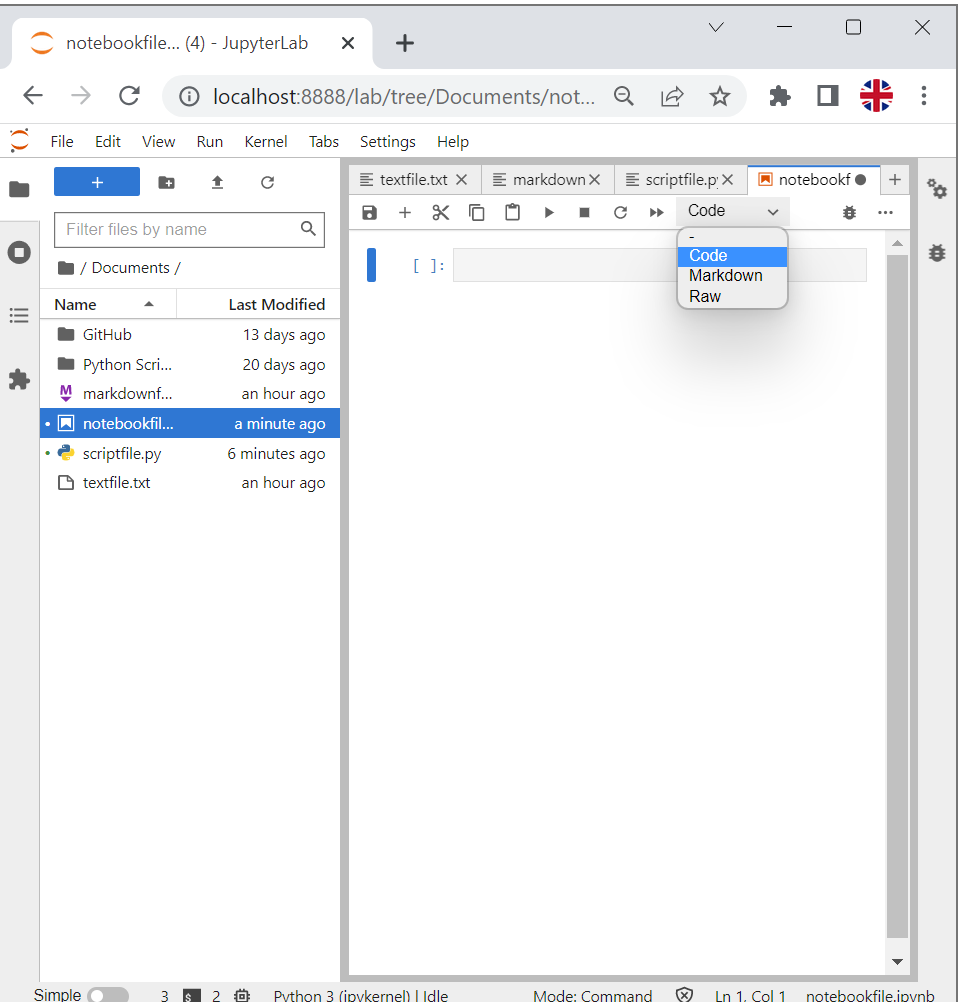 notebookfile... (4) - JupyterLab
localhost:8888/lab/tree/Documents/not...
File Edit View Run Kernel Tabs Settings Help
textfile.txt markdown scriptfile.py notebookf
Code
-
Code
Markdown
Raw
[ ]:
Filter files by name
/ Documents /
Name Last Modified
GitHub 13 days ago
Python Scri... 20 days ago
markdownf... an hour ago
notebookfil... a minute ago
scriptfile.py 6 minutes ago
textfile.txt an hour ago
Simple 3 2 Python 3 (ipykernel) | Idle Mode: Command Ln 1, Col 1 notebookfile.ipynb